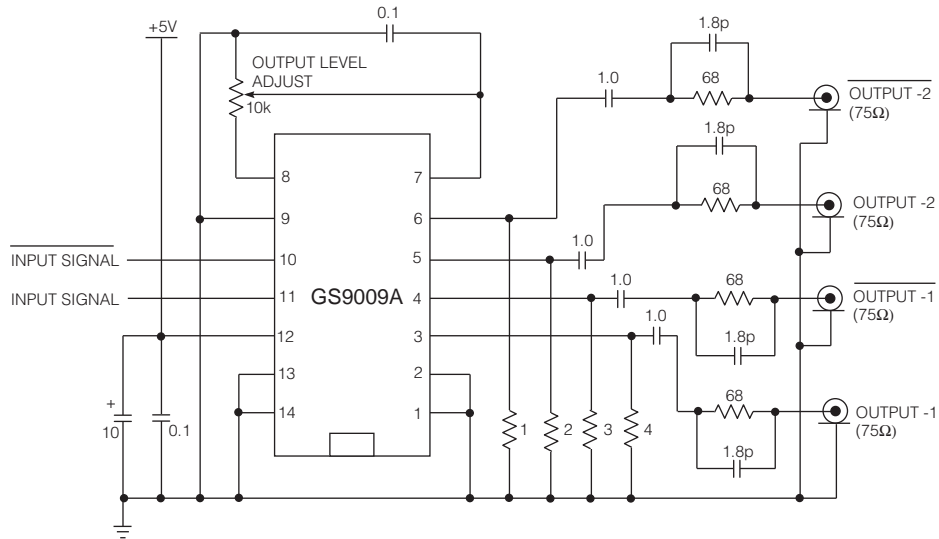 +5V
0.1
OUTPUT LEVEL
ADJUST
10k
1.8p
1.0
68
OUTPUT -2
(75Ω)
1.8p
68
OUTPUT -2
(75Ω)
1.0
8
7
9
6
INPUT SIGNAL
10
5
INPUT SIGNAL
11
GS9009A
4
1.0
68
OUTPUT -1
(75Ω)
1.8p
12
3
1.0
13
2
14
1
68
OUTPUT -1
(75Ω)
1.8p
+
10
0.1
1
2
3
4